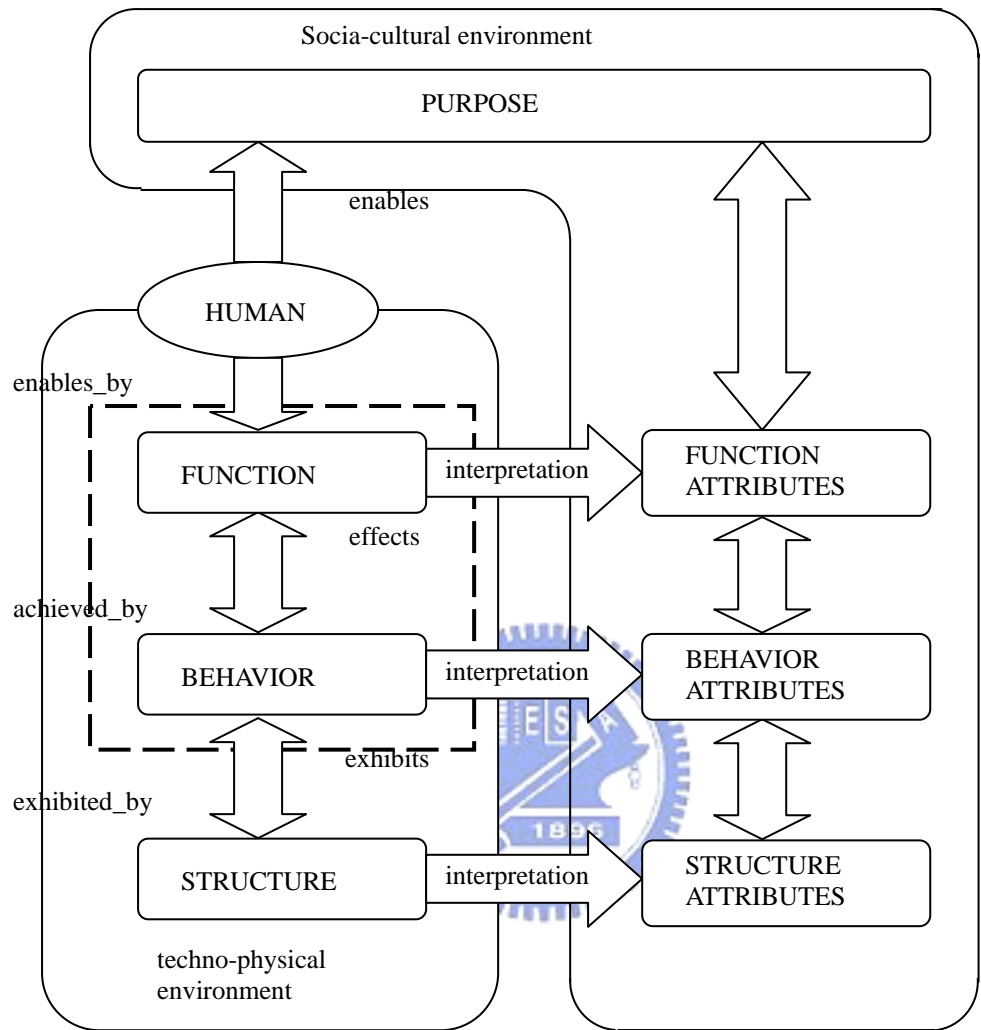 Socia-cultural environment
PURPOSE
enables
HUMAN
enables_by
FUNCTION
interpretation
FUNCTION
ATTRIBUTES
effects
achieved_by
BEHAVIOR
interpretation
BEHAVIOR
ATTRIBUTES
E S A
exhibits
exhibited_by
1896
STRUCTURE
interpretation
STRUCTURE
ATTRIBUTES
techno-physical
environment